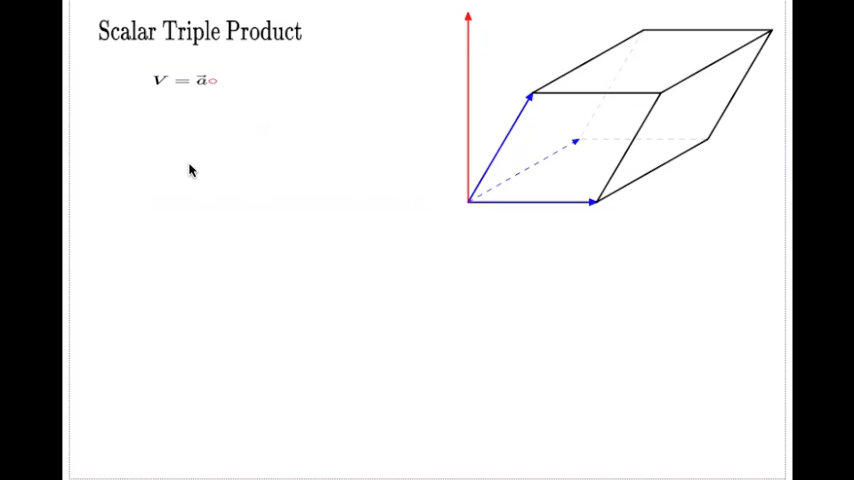 Scalar Triple Product
V = a⃗∘